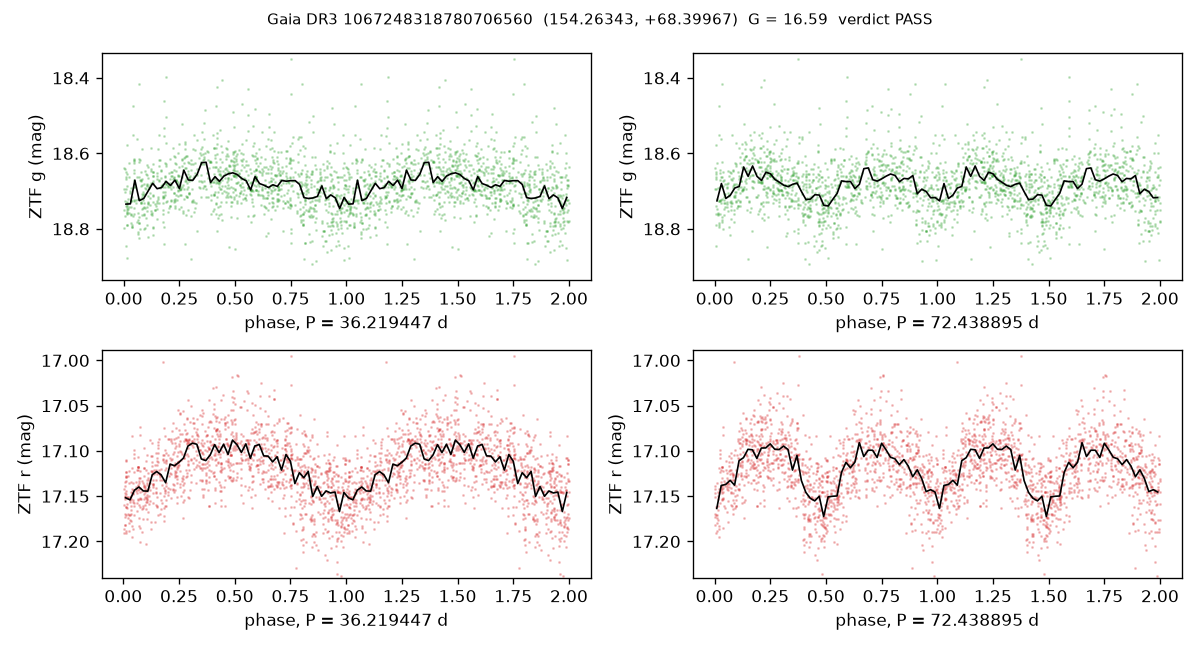 Gaia DR3 1067248318780706560  (154.26343, +68.39967)  G = 16.59  verdict PASS
18.4
18.6
18.8
ZTF g (mag)
0.00 0.25 0.50 0.75 1.00 1.25 1.50 1.75 2.00
phase, P = 36.219447 d
18.4
18.6
18.8
ZTF g (mag)
0.00 0.25 0.50 0.75 1.00 1.25 1.50 1.75 2.00
phase, P = 72.438895 d
17.00
17.05
17.10
17.15
17.20
ZTF r (mag)
0.00 0.25 0.50 0.75 1.00 1.25 1.50 1.75 2.00
phase, P = 36.219447 d
17.00
17.05
17.10
17.15
17.20
ZTF r (mag)
0.00 0.25 0.50 0.75 1.00 1.25 1.50 1.75 2.00
phase, P = 72.438895 d